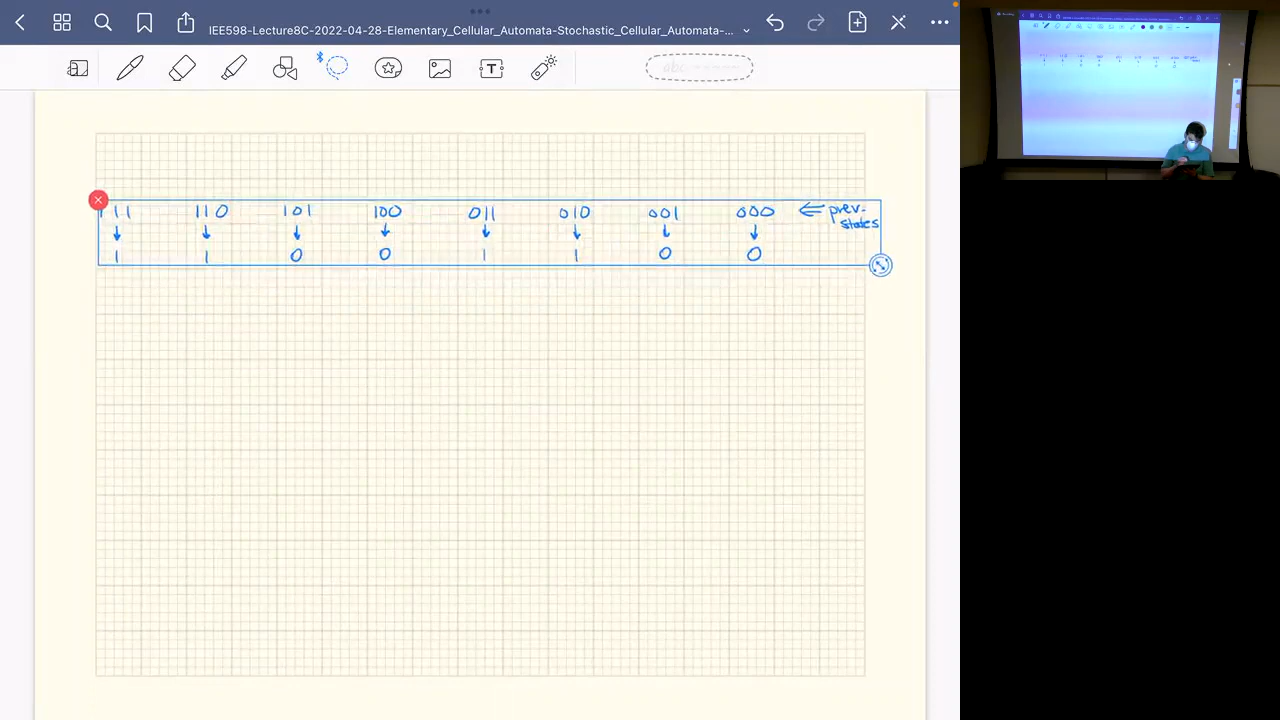 IEE598-Lecture8C-2022-04-28-Elementary_Cellular_Automata-Stochastic_Cellular_Automata-...
111 110 101 100 011 010 001 000 ⇐ prev. states
↓ ↓ ↓ ↓ ↓ ↓ ↓ ↓
1 1 0 0 1 1 0 0